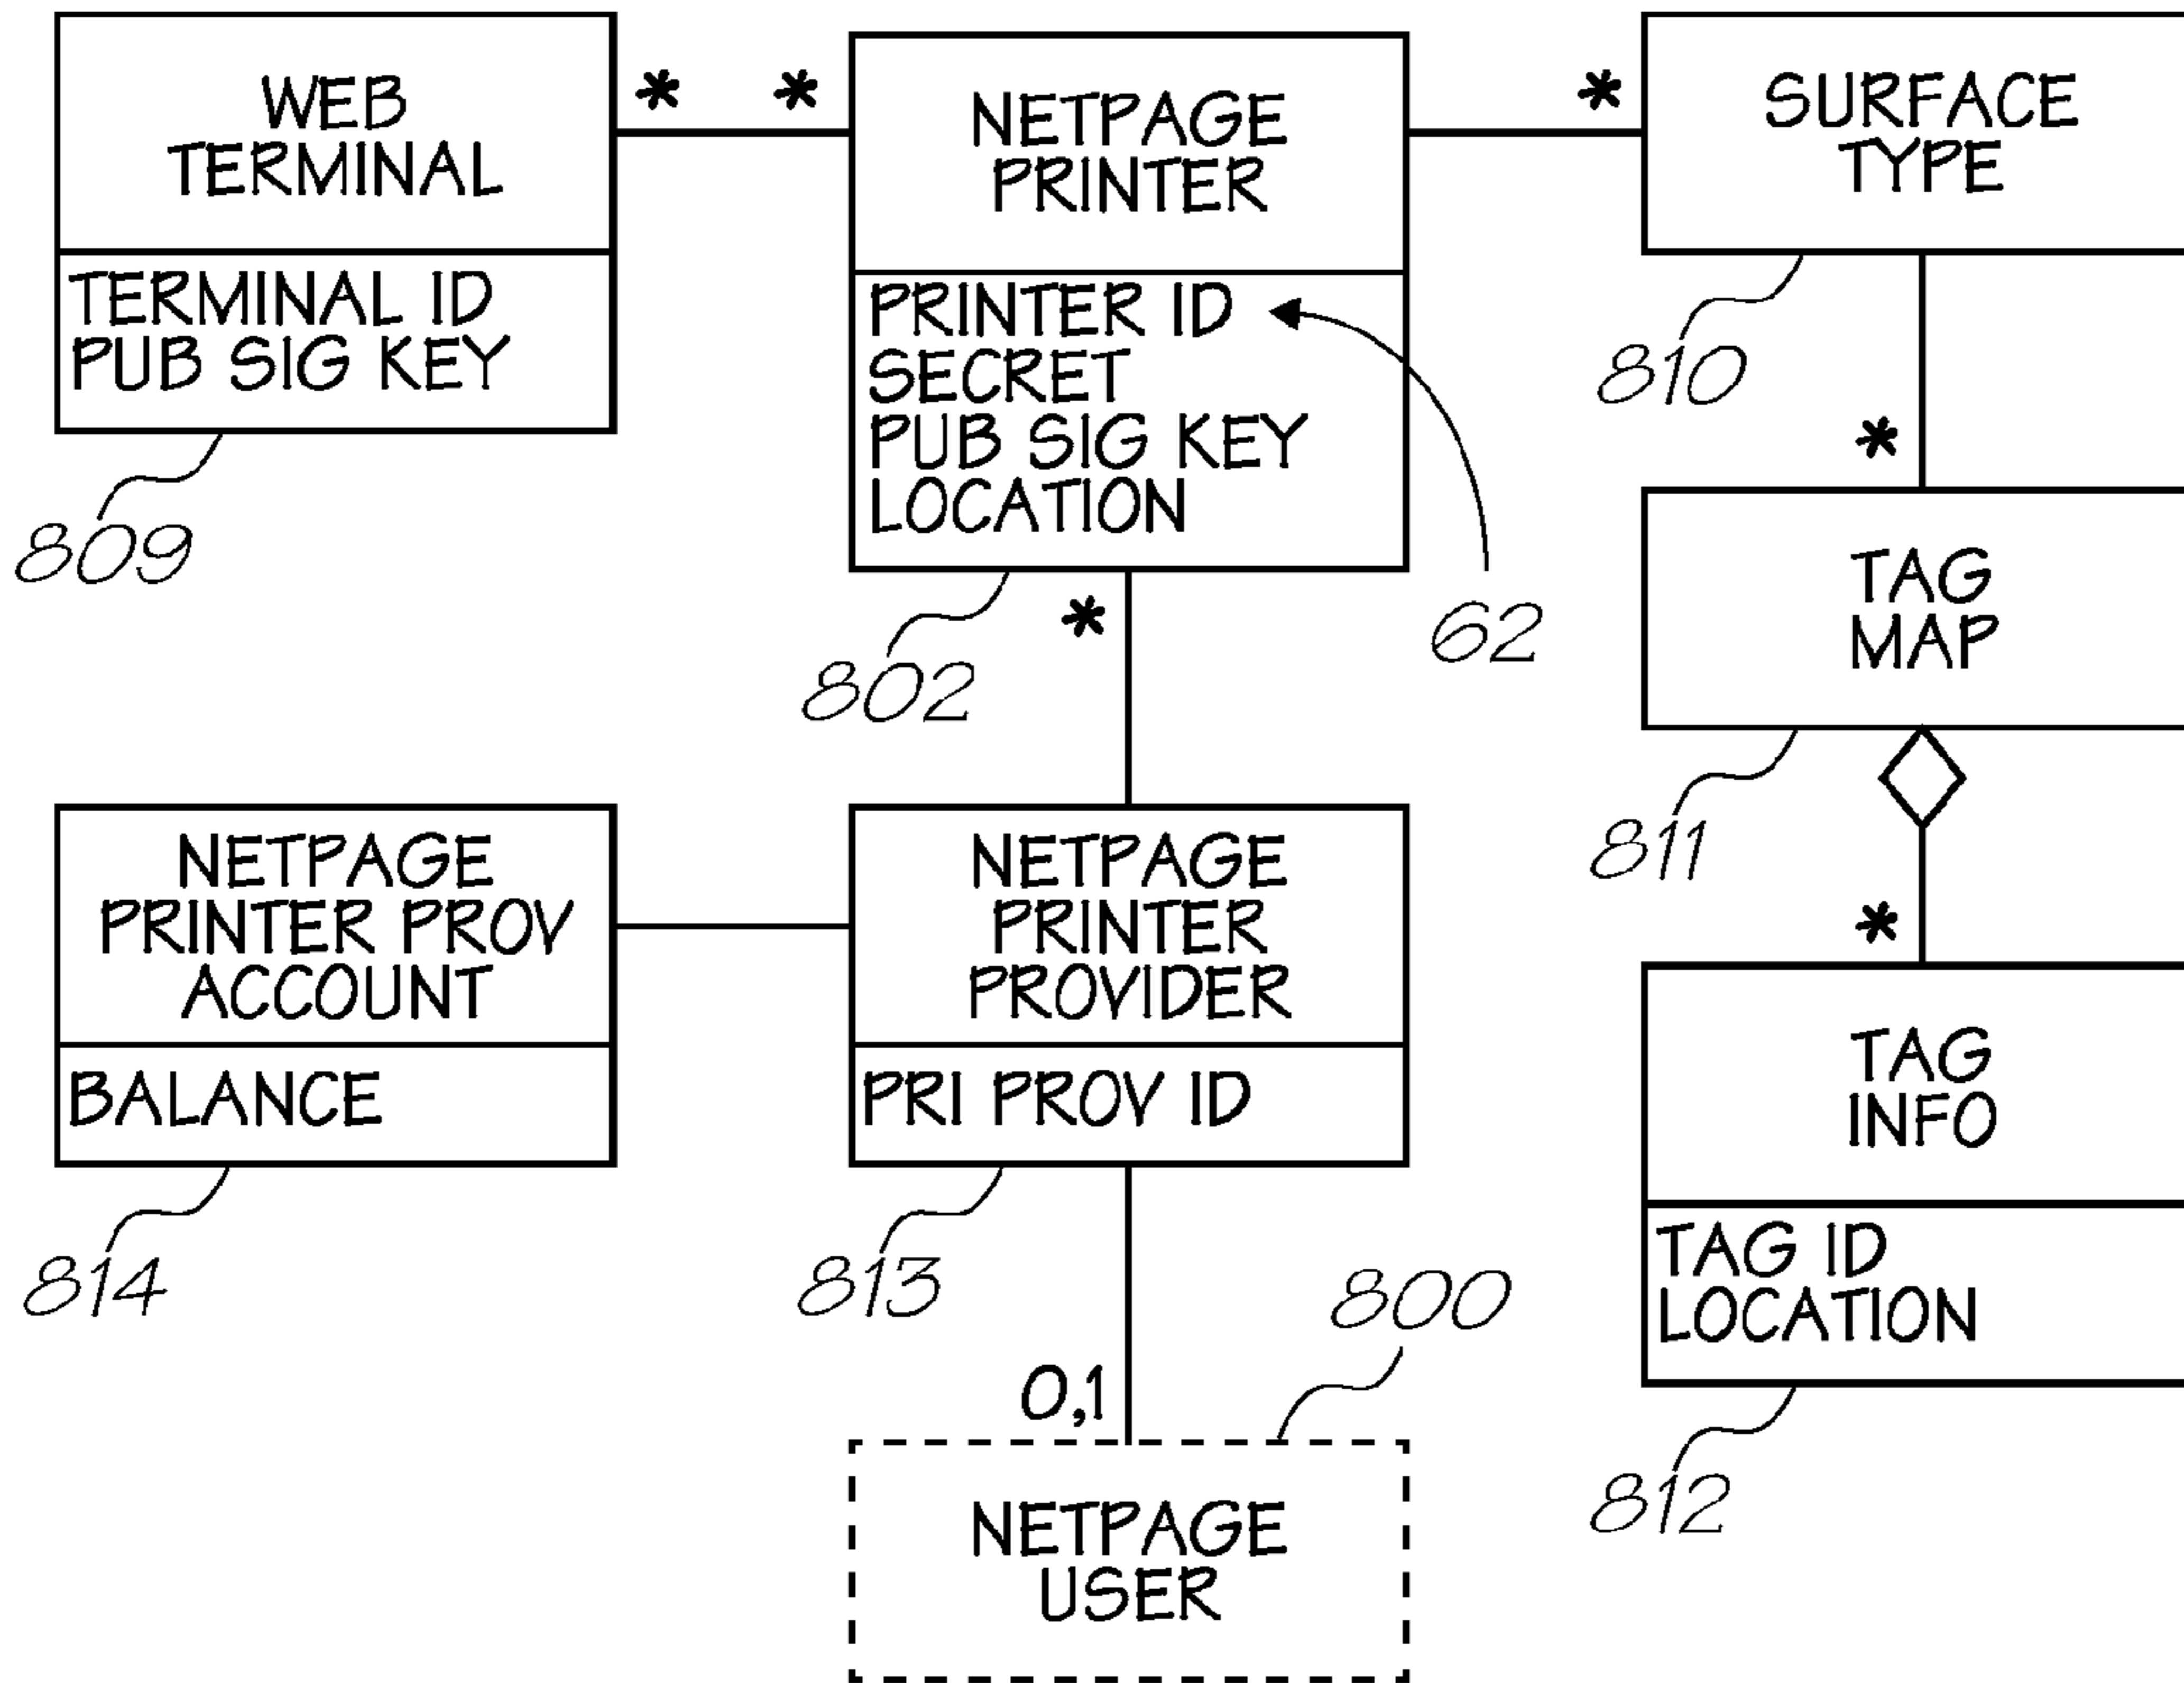 WEB
TERMINAL
TERMINAL ID
PUB SIG KEY
809
*
*
NETPAGE
PRINTER
PRINTER ID
SECRET
PUB SIG KEY
LOCATION
62
802
*
*
SURFACE
TYPE
810
*
TAG
MAP
811
*
TAG
INFO
TAG ID
LOCATION
812
NETPAGE
PRINTER PROV
ACCOUNT
BALANCE
814
NETPAGE
PRINTER
PROVIDER
PRI PROV ID
813
0,1
800
NETPAGE
USER